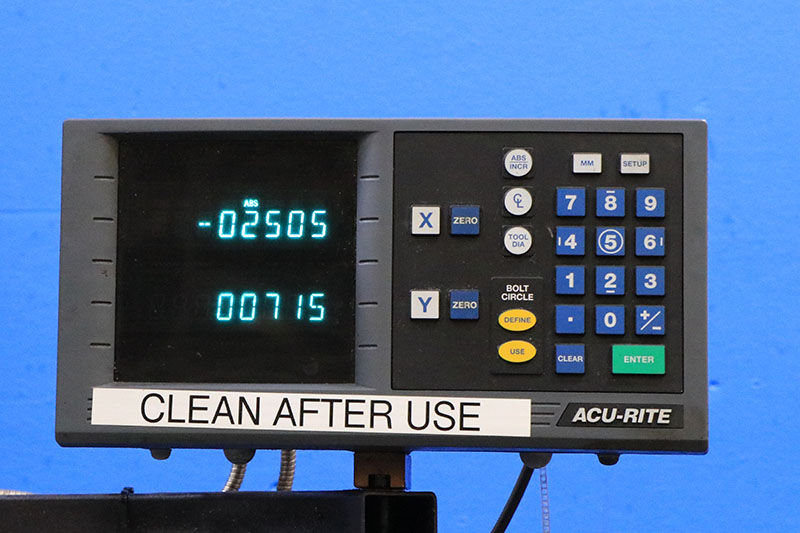 ABS
-02505
00715
X ZERO
Y ZERO
ABS
INCR
CL
TOOL
DIA
BOLT
CIRCLE
DEFINE
USE
MM SETUP
7 8 9
4 5 6
1 2 3
. 0 +/-
CLEAR ENTER
CLEAN AFTER USE
ACU-RITE